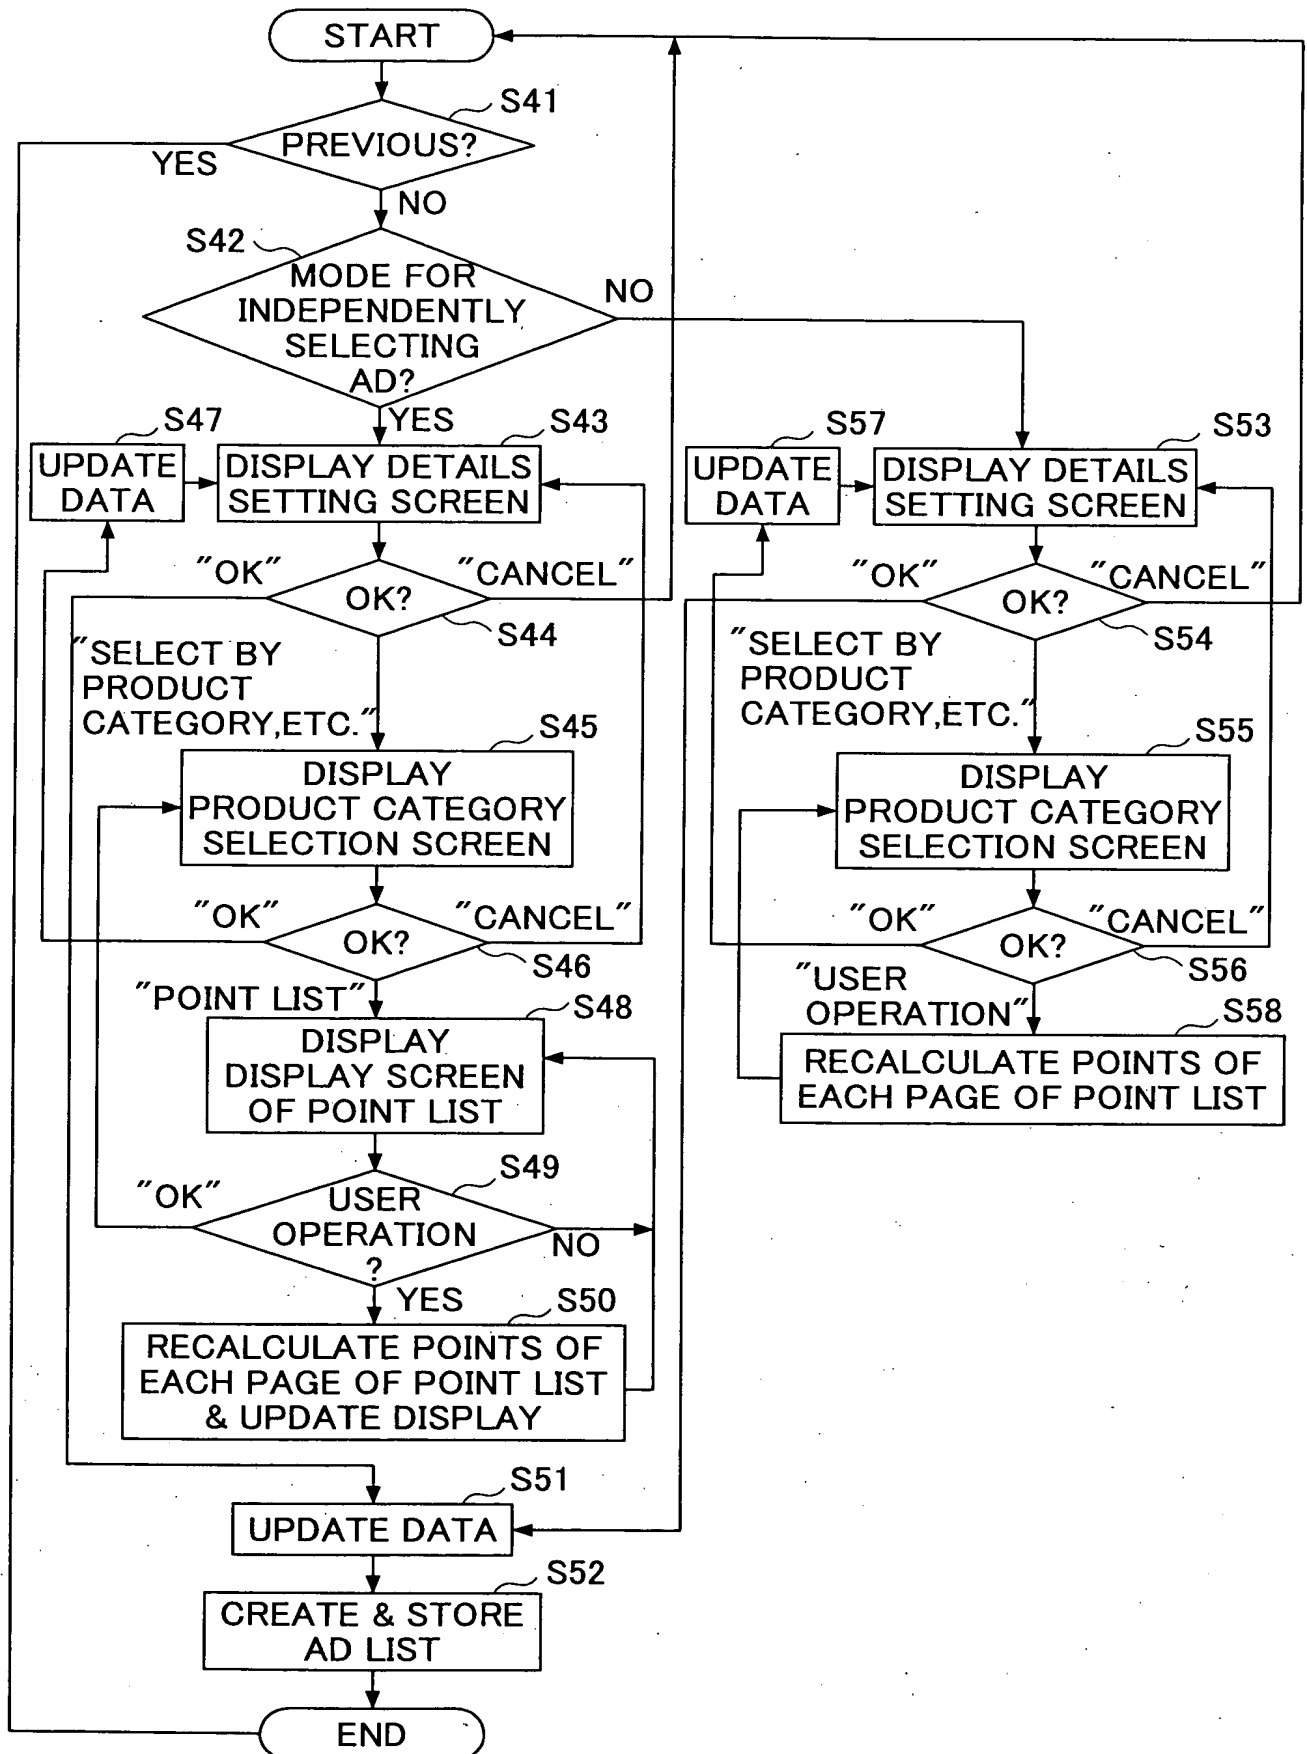 START
S41
PREVIOUS?
YES
NO
S42
MODE FOR
INDEPENDENTLY
SELECTING
AD?
NO
YES
S47
UPDATE
DATA
S43
DISPLAY DETAILS
SETTING SCREEN
S57
UPDATE
DATA
S53
DISPLAY DETAILS
SETTING SCREEN
"OK"
OK?
"CANCEL"
S44
"OK"
OK?
"CANCEL"
S54
"SELECT BY
PRODUCT
CATEGORY,ETC."
"SELECT BY
PRODUCT
CATEGORY,ETC."
S45
DISPLAY
PRODUCT CATEGORY
SELECTION SCREEN
S55
DISPLAY
PRODUCT CATEGORY
SELECTION SCREEN
"OK"
OK?
"CANCEL"
S46
"OK"
OK?
"CANCEL"
S56
"POINT LIST"
S48
DISPLAY
DISPLAY SCREEN
OF POINT LIST
"USER
OPERATION"
S58
RECALCULATE POINTS OF
EACH PAGE OF POINT LIST
S49
"OK"
USER
OPERATION
?
NO
YES
S50
RECALCULATE POINTS OF
EACH PAGE OF POINT LIST
& UPDATE DISPLAY
S51
UPDATE DATA
S52
CREATE & STORE
AD LIST
END